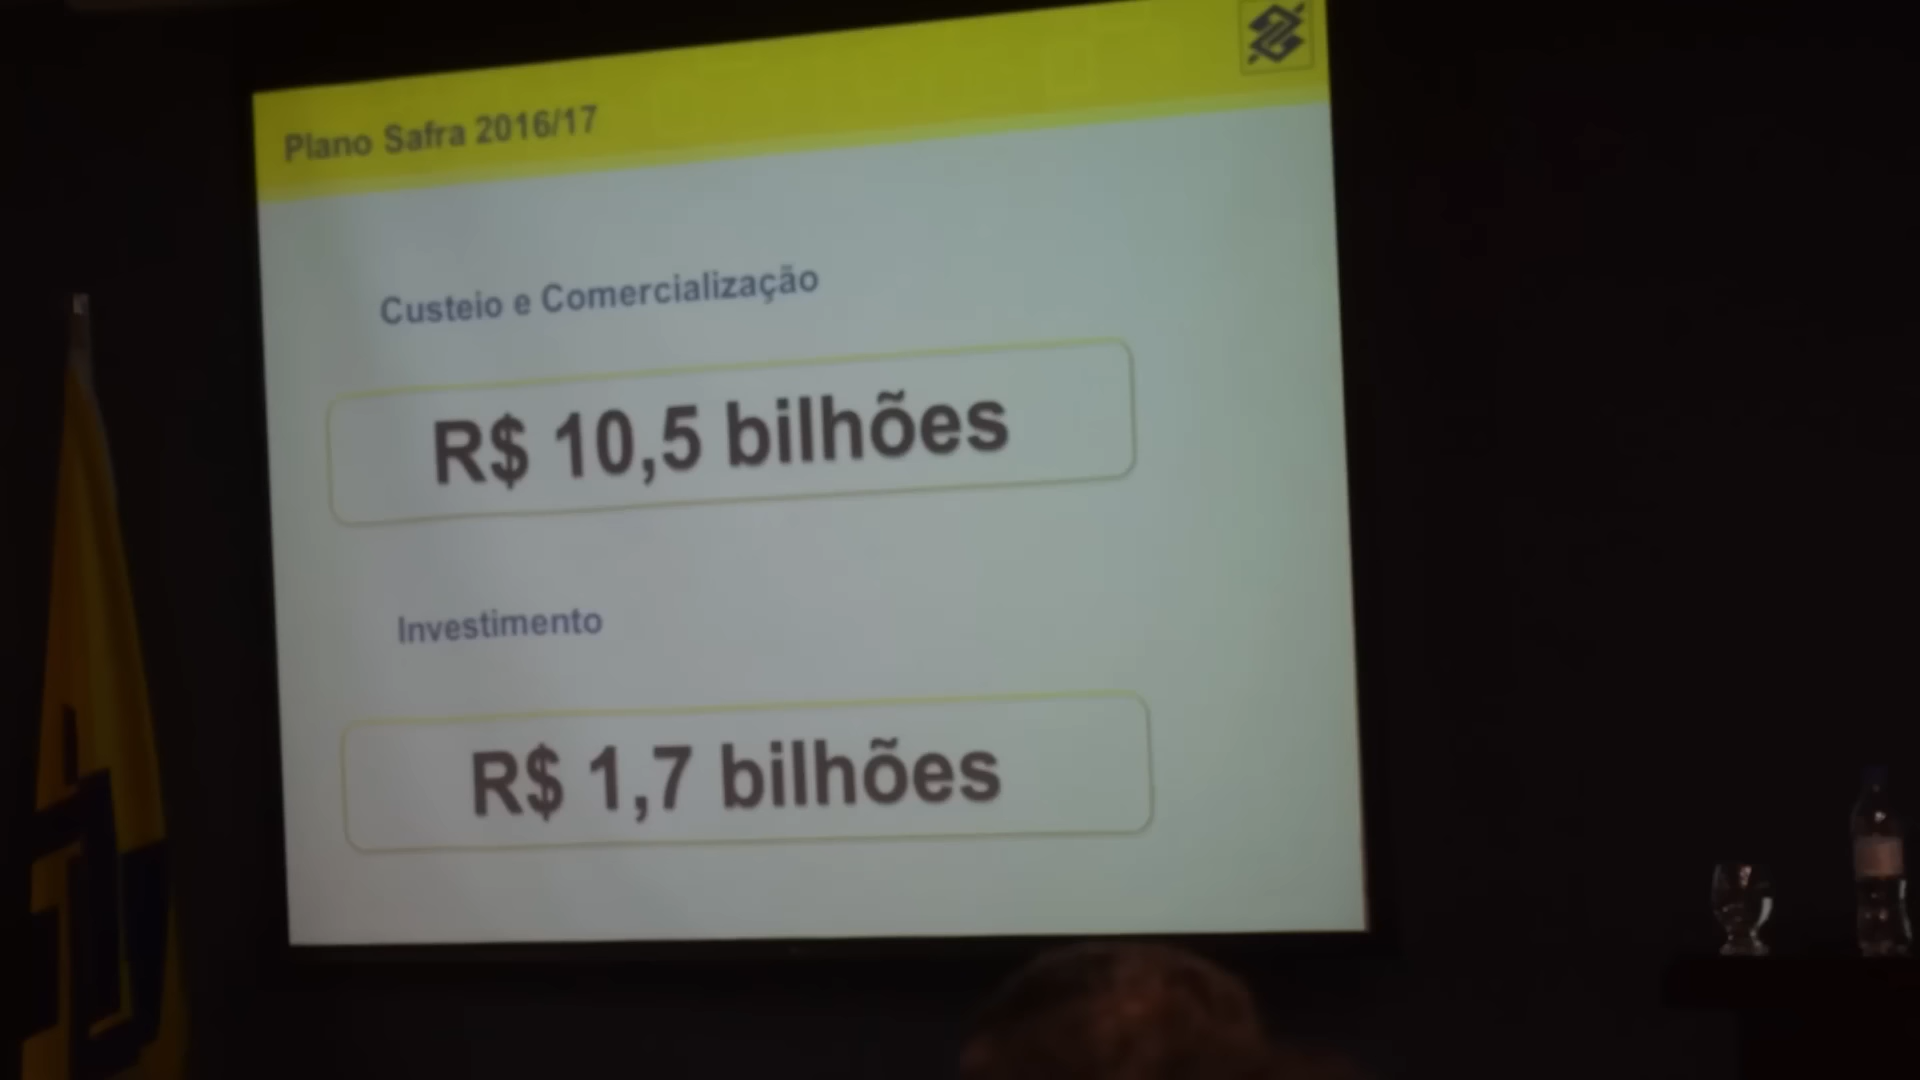 Plano Safra 2016/17
Custeio e Comercialização
R$ 10,5 bilhões
Investimento
R$ 1,7 bilhões